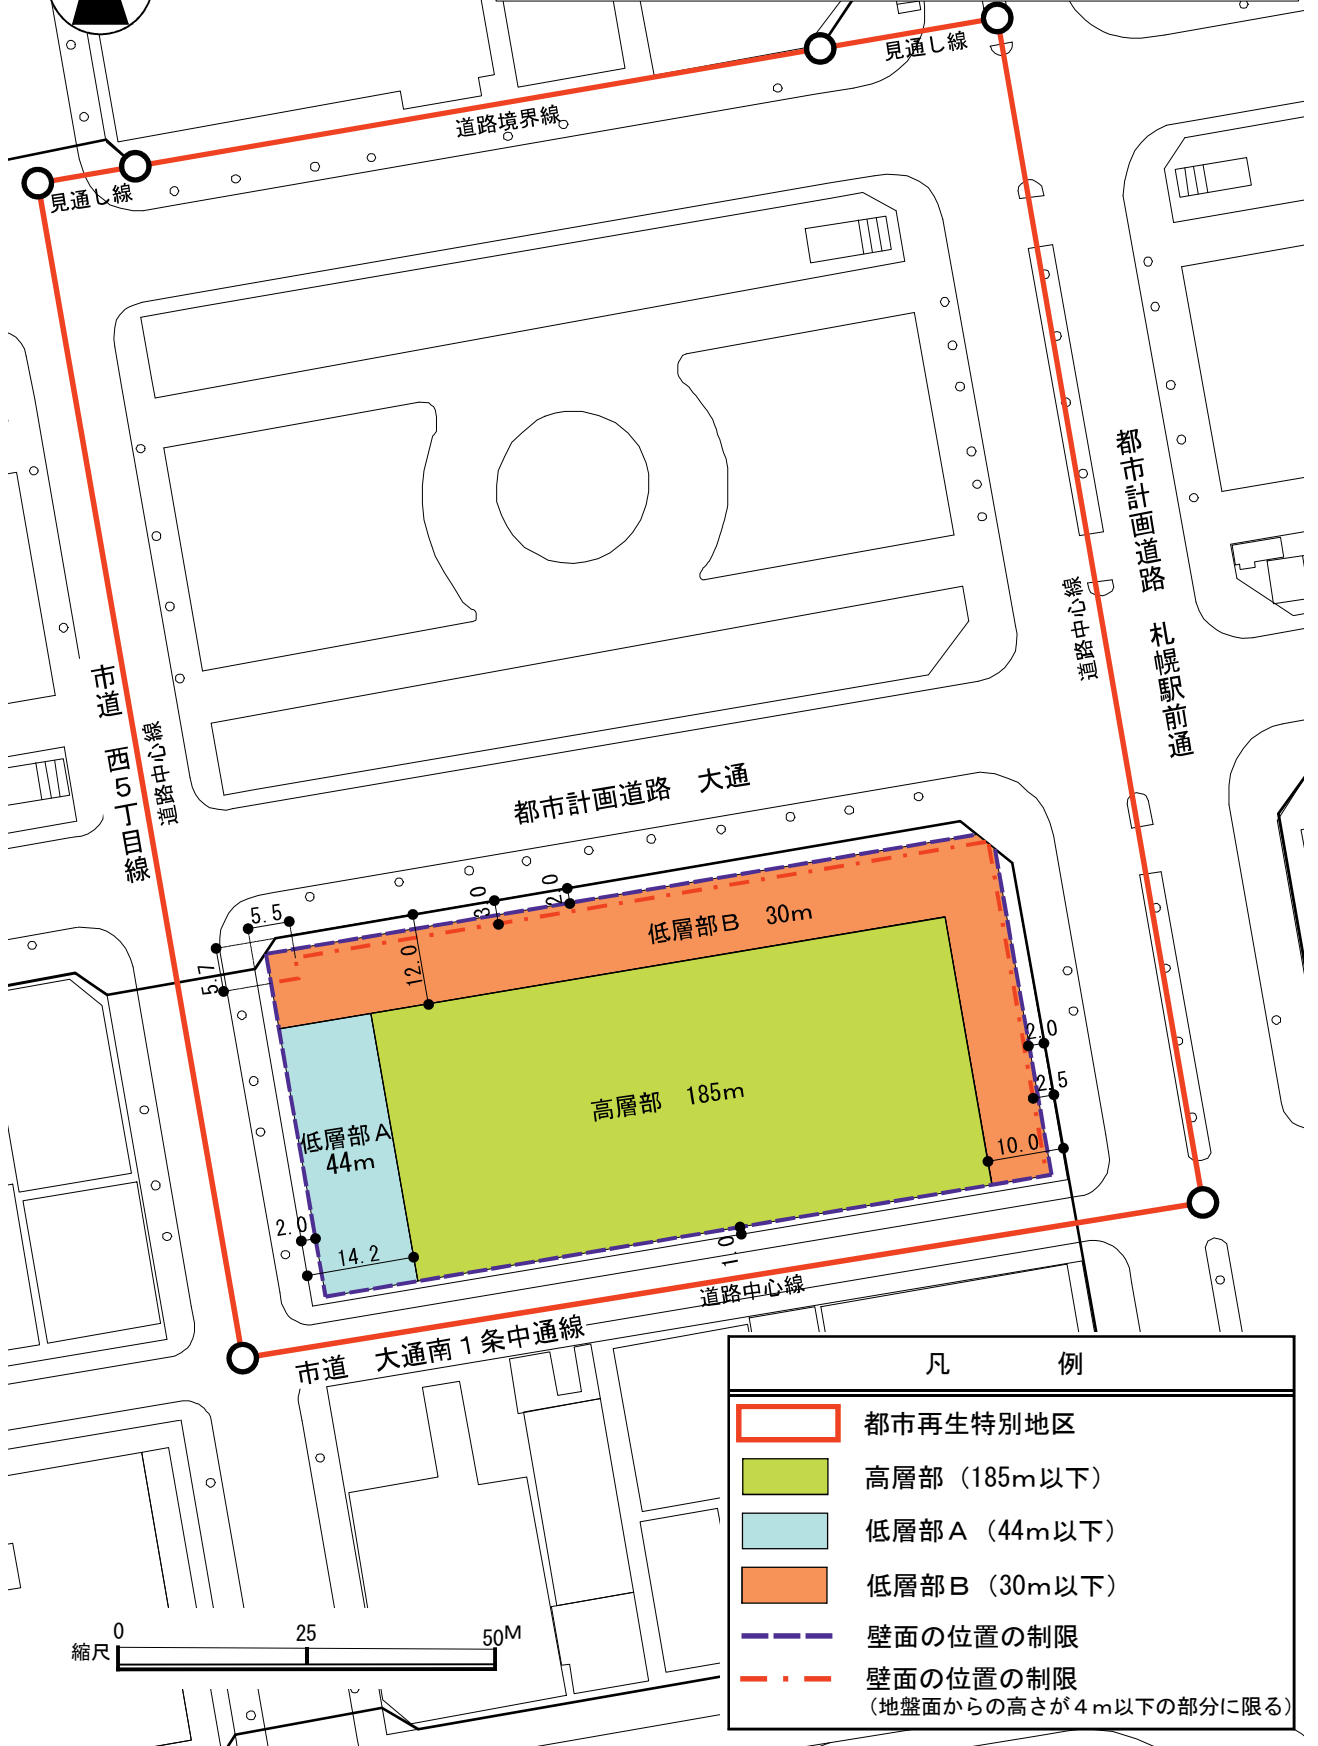 見通し線
道路境界線
見通し線
都市計画道路　札幌駅前通
道路中心線
市道　西5丁目線
道路中心線
都市計画道路　大通
5.5
3.0
2.0
低層部B　30m
12.0
5.7
2.0
2.5
高層部　185m
低層部A
44m
10.0
2.0
14.2
1.0
道路中心線
市道　大通南1条中通線
凡　例
都市再生特別地区
高層部（185m以下）
低層部A（44m以下）
低層部B（30m以下）
壁面の位置の制限
壁面の位置の制限
（地盤面からの高さが4m以下の部分に限る）
縮尺 0 25 50M